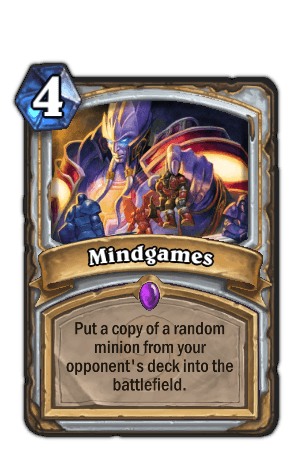 4
Mindgames
Put a copy of a random
minion from your
opponent's deck into the
battlefield.